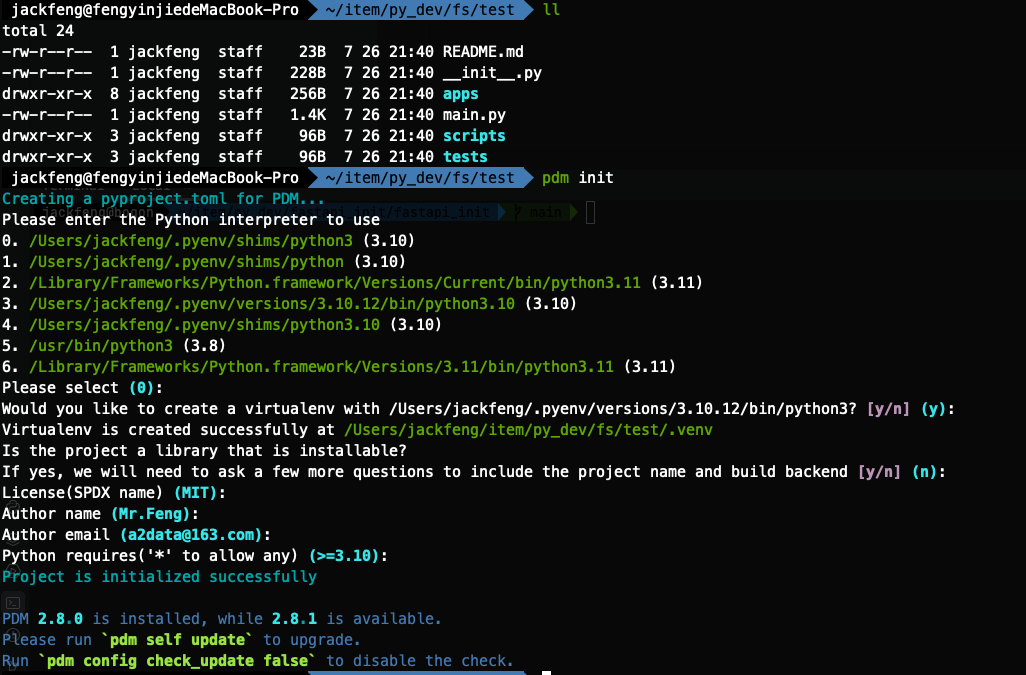 jackfeng@fengyinjiedeMacBook-Pro ~/item/py_dev/fs/test ll
total 24
-rw-r--r-- 1 jackfeng staff 23B 7 26 21:40 README.md
-rw-r--r-- 1 jackfeng staff 228B 7 26 21:40 __init__.py
drwxr-xr-x 8 jackfeng staff 256B 7 26 21:40 apps
-rw-r--r-- 1 jackfeng staff 1.4K 7 26 21:40 main.py
drwxr-xr-x 3 jackfeng staff 96B 7 26 21:40 scripts
drwxr-xr-x 3 jackfeng staff 96B 7 26 21:40 tests
jackfeng@fengyinjiedeMacBook-Pro ~/item/py_dev/fs/test pdm init
Creating a pyproject.toml for PDM...
Please enter the Python interpreter to use
0. /Users/jackfeng/.pyenv/shims/python3 (3.10)
1. /Users/jackfeng/.pyenv/shims/python (3.10)
2. /Library/Frameworks/Python.framework/Versions/Current/bin/python3.11 (3.11)
3. /Users/jackfeng/.pyenv/versions/3.10.12/bin/python3.10 (3.10)
4. /Users/jackfeng/.pyenv/shims/python3.10 (3.10)
5. /usr/bin/python3 (3.8)
6. /Library/Frameworks/Python.framework/Versions/3.11/bin/python3.11 (3.11)
Please select (0):
Would you like to create a virtualenv with /Users/jackfeng/.pyenv/versions/3.10.12/bin/python3? [y/n] (y):
Virtualenv is created successfully at /Users/jackfeng/item/py_dev/fs/test/.venv
Is the project a library that is installable?
If yes, we will need to ask a few more questions to include the project name and build backend [y/n] (n):
License(SPDX name) (MIT):
Author name (Mr.Feng):
Author email (a2data@163.com):
Python requires('*' to allow any) (>=3.10):
Project is initialized successfully
PDM 2.8.0 is installed, while 2.8.1 is available.
Please run `pdm self update` to upgrade.
Run `pdm config check_update false` to disable the check.